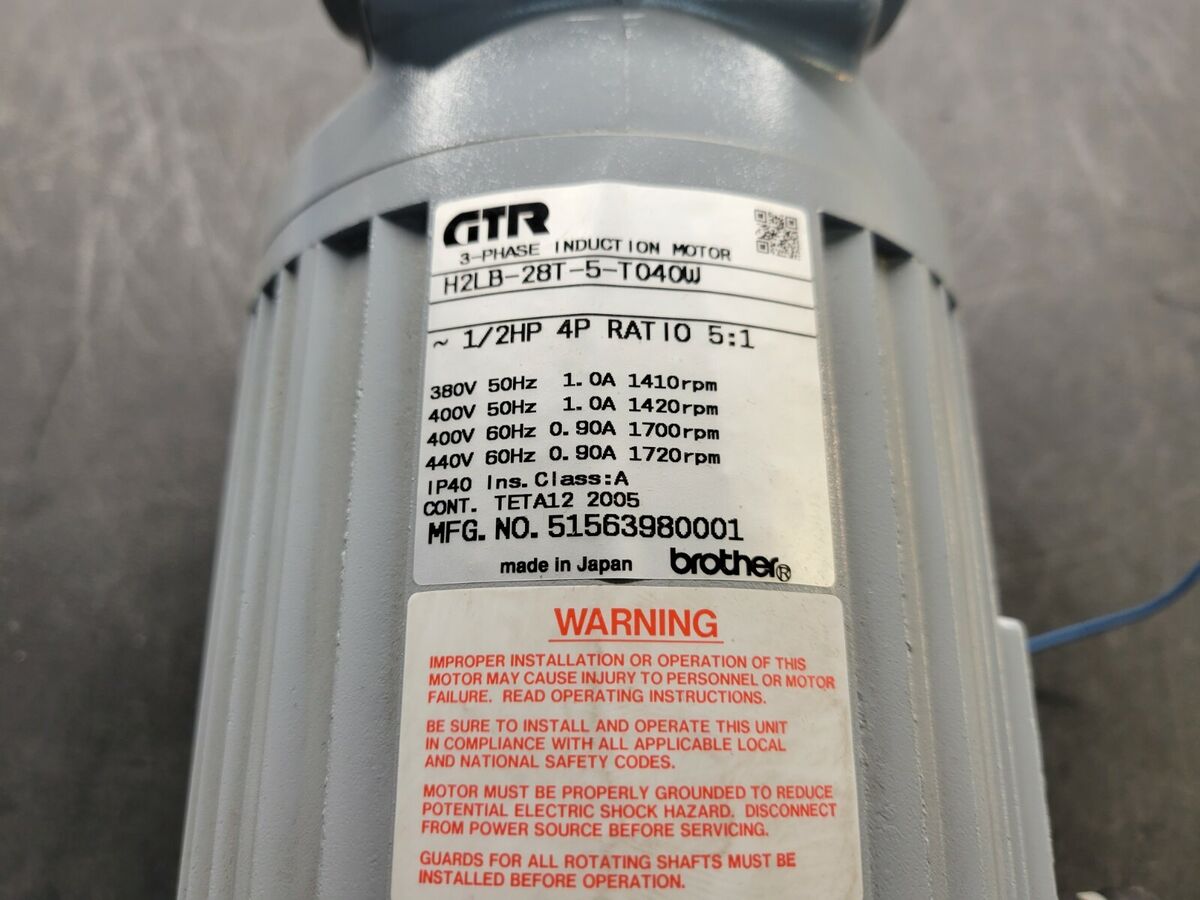 GTR
3-PHASE INDUCTION MOTOR
H2LB-28T-5-T040W
~ 1/2HP 4P RATIO 5:1
380V 50Hz 1.0A 1410rpm
400V 50Hz 1.0A 1420rpm
400V 60Hz 0.90A 1700rpm
440V 60Hz 0.90A 1720rpm
IP40 Ins.Class:A
CONT. TETA12 2005
MFG.NO.51563980001
made in Japan brother®
WARNING
IMPROPER INSTALLATION OR OPERATION OF THIS
MOTOR MAY CAUSE INJURY TO PERSONNEL OR MOTOR
FAILURE. READ OPERATING INSTRUCTIONS.
BE SURE TO INSTALL AND OPERATE THIS UNIT
IN COMPLIANCE WITH ALL APPLICABLE LOCAL
AND NATIONAL SAFETY CODES.
MOTOR MUST BE PROPERLY GROUNDED TO REDUCE
POTENTIAL ELECTRIC SHOCK HAZARD. DISCONNECT
FROM POWER SOURCE BEFORE SERVICING.
GUARDS FOR ALL ROTATING SHAFTS MUST BE
INSTALLED BEFORE OPERATION.